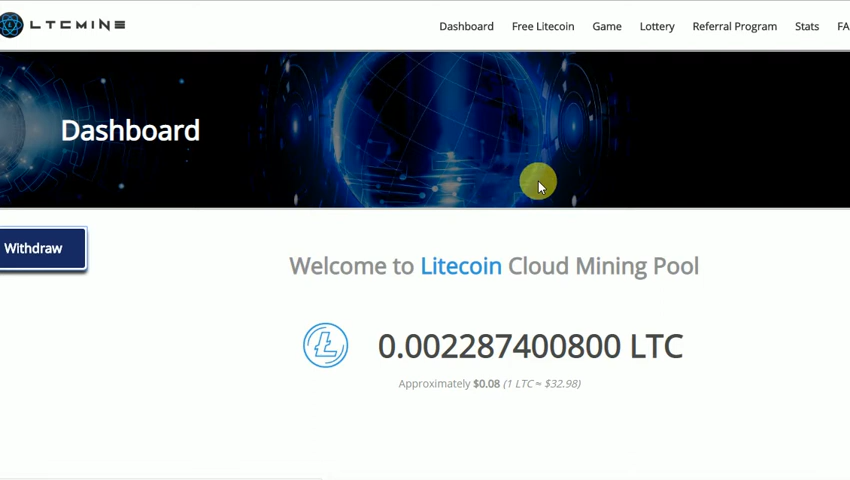 LTCMINE
Dashboard Free Litecoin Game Lottery Referral Program Stats FA
Dashboard
Withdraw
Welcome to Litecoin Cloud Mining Pool
0.002287400800 LTC
Approximately $0.08 (1 LTC ≈ $32.98)